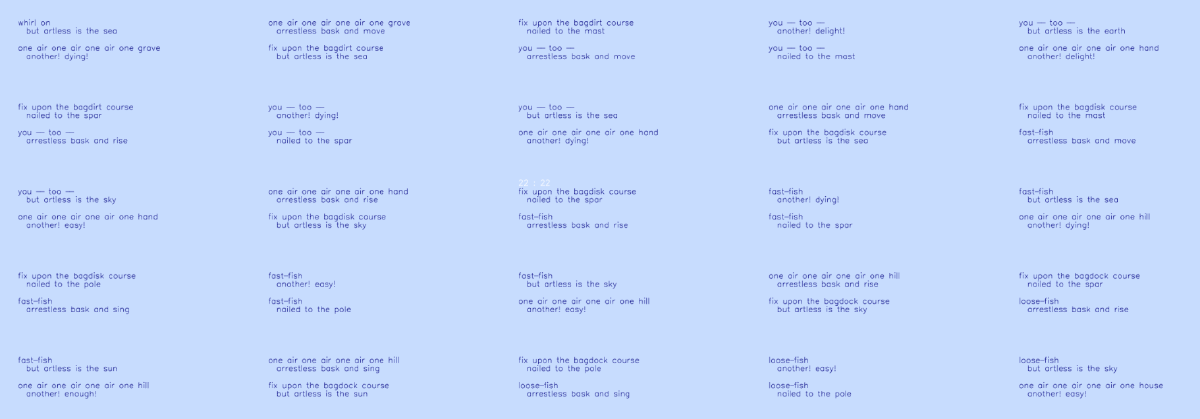 whirl on
but artless is the sea
one air one air one air one grave
another! dying!
one air one air one air one grave
arrestless bask and move
fix upon the bagdirt course
but artless is the sea
fix upon the bagdirt course
nailed to the mast
you — too —
arrestless bask and move
you — too —
another! delight!
you — too —
nailed to the mast
you — too —
but artless is the earth
one air one air one air one hand
another! delight!
fix upon the bagdirt course
nailed to the spar
you — too —
arrestless bask and rise
you — too —
another! dying!
you — too —
nailed to the spar
you — too —
but artless is the sea
one air one air one air one hand
another! dying!
one air one air one air one hand
arrestless bask and move
fix upon the bagdisk course
but artless is the sea
fix upon the bagdisk course
nailed to the mast
fast-fish
arrestless bask and move
you — too —
but artless is the sky
one air one air one air one hand
another! easy!
one air one air one air one hand
arrestless bask and rise
fix upon the bagdisk course
but artless is the sky
22 : 22
fix upon the bagdisk course
nailed to the spar
fast-fish
arrestless bask and rise
fast-fish
another! dying!
fast-fish
nailed to the spar
fast-fish
but artless is the sea
one air one air one air one hill
another! dying!
fix upon the bagdisk course
nailed to the pole
fast-fish
arrestless bask and sing
fast-fish
another! easy!
fast-fish
nailed to the pole
fast-fish
but artless is the sky
one air one air one air one hill
another! easy!
one air one air one air one hill
arrestless bask and rise
fix upon the bagdock course
but artless is the sky
fix upon the bagdock course
nailed to the spar
loose-fish
arrestless bask and rise
fast-fish
but artless is the sun
one air one air one air one hill
another! enough!
one air one air one air one hill
arrestless bask and sing
fix upon the bagdock course
but artless is the sun
fix upon the bagdock course
nailed to the pole
loose-fish
arrestless bask and sing
loose-fish
another! easy!
loose-fish
nailed to the pole
loose-fish
but artless is the sky
one air one air one air one house
another! easy!